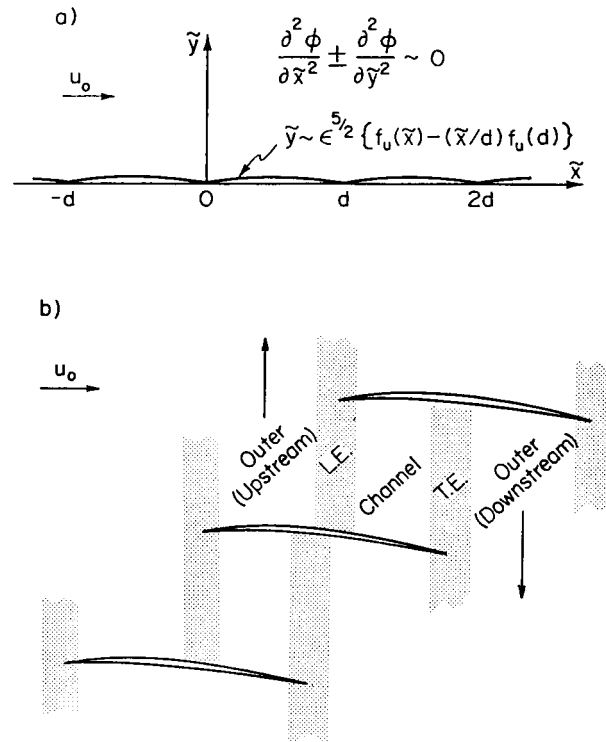 a)
ỹ
∂²ϕ/∂x̃² ± ∂²ϕ/∂ỹ² ~ 0
u₀
ỹ ~ ϵ^{5/2} {f_u(x̃) − (x̃/d) f_u(d)}
x̃
-d 0 d 2d
b)
u₀
Outer
(Upstream)
L.E.
Channel
T.E.
Outer
(Downstream)